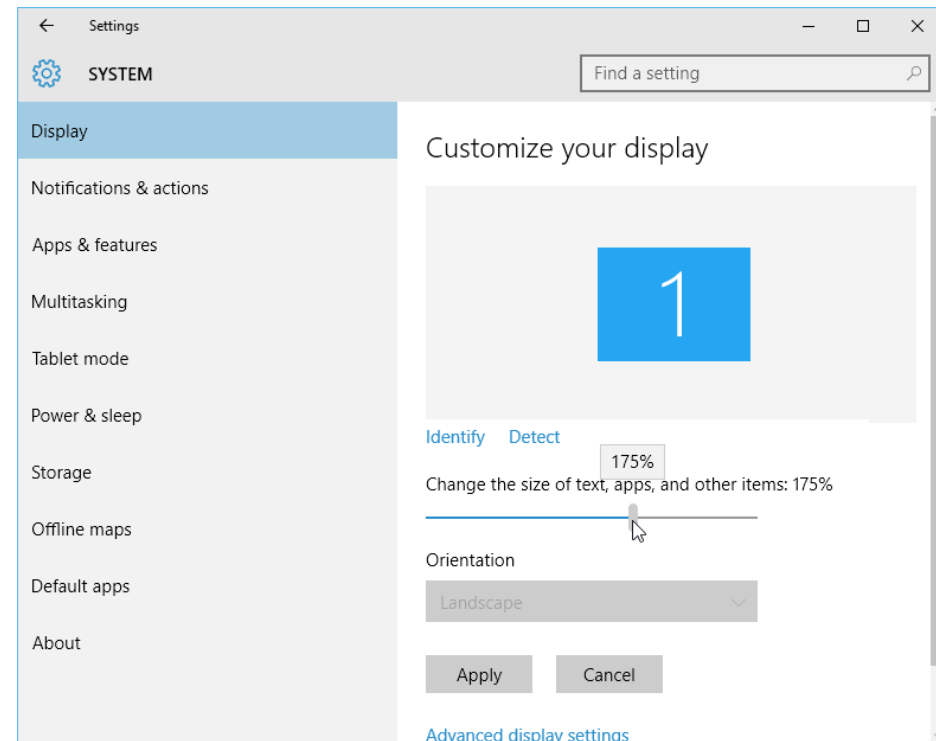 Settings
SYSTEM
Find a setting
Display
Notifications & actions
Apps & features
Multitasking
Tablet mode
Power & sleep
Storage
Offline maps
Default apps
About
Customize your display
1
Identify Detect
175%
Change the size of text, apps, and other items: 175%
Orientation
Landscape
Apply Cancel
Advanced display settings